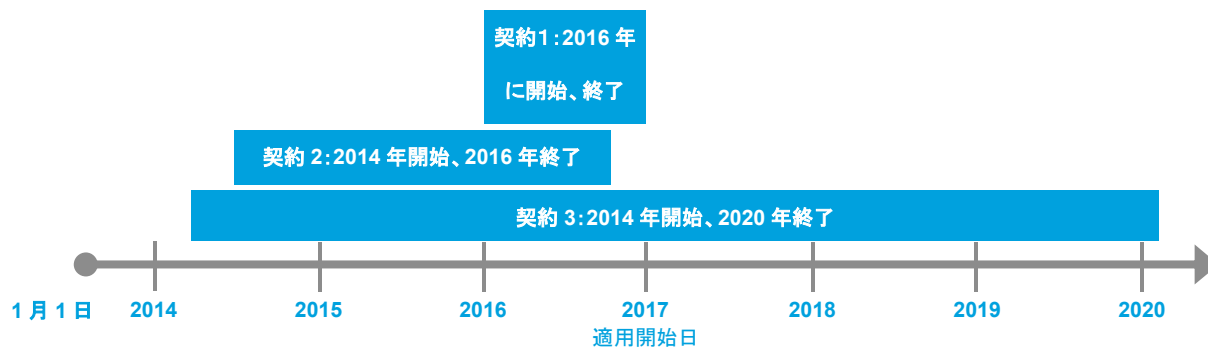 契約1：2016 年
に開始、終了
契約 2：2014 年開始、2016 年終了
契約 3：2014 年開始、2020 年終了
1 月 1 日 2014 2015 2016 2017 2018 2019 2020
適用開始日